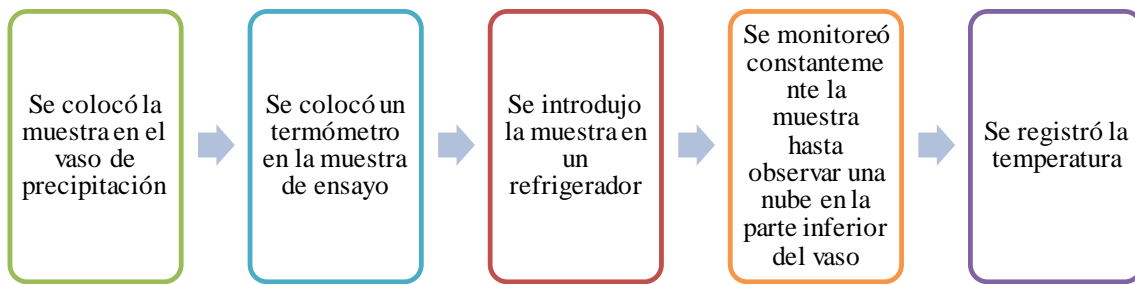 Se colocó la
muestra en el
vaso de
precipitación
Se colocó un
termómetro
en la muestra
de ensayo
Se introdujo
la muestra en
un
refrigerador
Se monitoreó
constanteme
nte la
muestra
hasta
observar una
nube en la
parte inferior
del vaso
Se registró la
temperatura